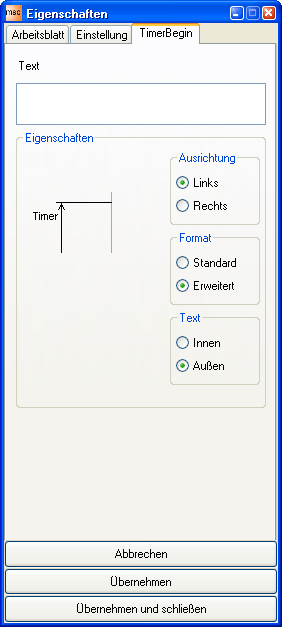 msc Eigenschaften
Arbeitsblatt Einstellung TimerBegin
Text
Eigenschaften
Timer
Ausrichtung
Links
Rechts
Format
Standard
Erweitert
Text
Innen
Außen
Abbrechen
Übernehmen
Übernehmen und schließen